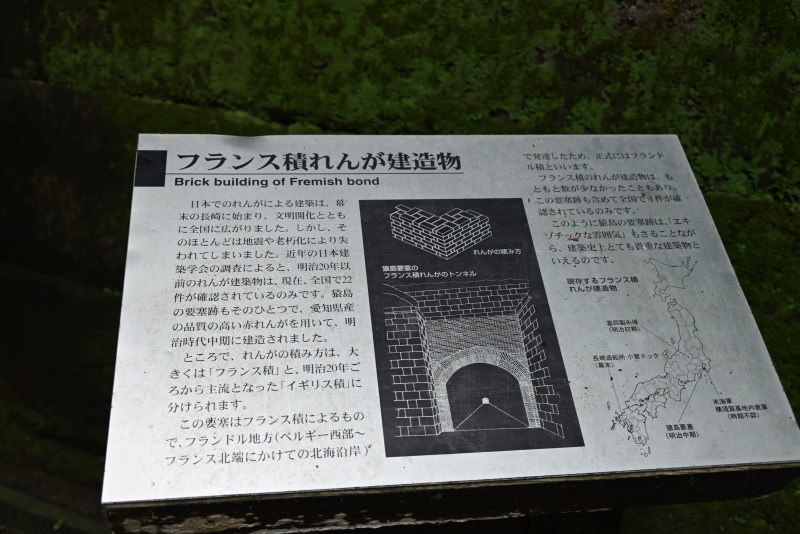 フランス積れんが建造物
Brick building of Fremish bond
日本でのれんがによる建築は、幕
末の長崎に始まり、文明開化ととも
に全国に広がりました。しかし、そ
のほとんどは地震や老朽化により失
われてしまいました。近年の日本建
築学会の調査によると、明治20年以
前のれんが建築物は、現在、全国で22
件が確認されているのみです。猿島
の要塞跡もそのひとつで、愛知県産
の品質の高い赤れんがを用いて、明
治時代中期に建造されました。
ところで、れんがの積み方は、大
きくは「フランス積」と、明治20年ご
ろから主流となった「イギリス積」に
分けられます。
この要塞はフランス積によるもの
で、フランドル地方（ベルギー西部～
フランス北端にかけての北海沿岸）
で発達したため、正式にはフランド
ル積といいます。
フランス積のれんが建造物は、も
ともと数が少なかったこともあり、
この要塞跡も含めて全国で4件が確
認されているのみです。
このように猿島の要塞跡は、「エキ
ゾチックな雰囲気」もさることなが
ら、建築史上とても貴重な建築物と
いえるのです。
れんがの積み方
猿島要塞の
フランス積れんがのトンネル
現存するフランス積
れんが建造物
富岡製糸場
（明治初期）
長崎造船所 小菅ドック
（幕末）
米海軍
横須賀基地内倉庫
（時期不詳）
猿島要塞
（明治中期）